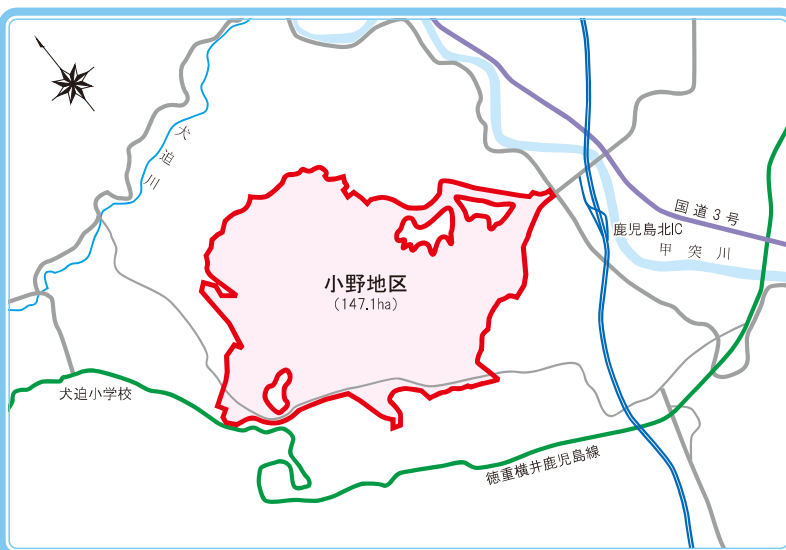 犬迫川
国道3号
鹿児島北IC
甲突川
小野地区
(147.1ha)
犬迫小学校
徳重横井鹿児島線